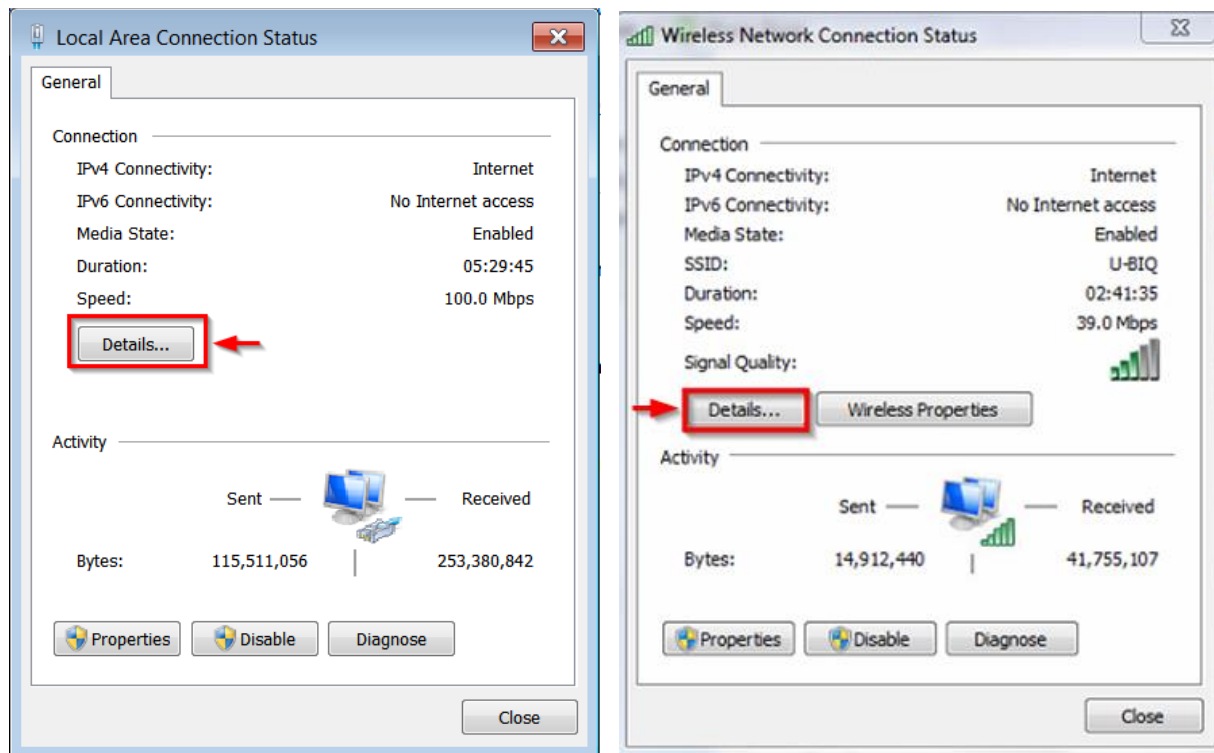 Local Area Connection Status
General
Connection
IPv4 Connectivity: Internet
IPv6 Connectivity: No Internet access
Media State: Enabled
Duration: 05:29:45
Speed: 100.0 Mbps
Details...
Activity
Sent Received
Bytes: 115,511,056 253,380,842
Properties Disable Diagnose
Close
Wireless Network Connection Status
General
Connection
IPv4 Connectivity: Internet
IPv6 Connectivity: No Internet access
Media State: Enabled
SSID: U-BIQ
Duration: 02:41:35
Speed: 39.0 Mbps
Signal Quality:
Details... Wireless Properties
Activity
Sent Received
Bytes: 14,912,440 41,755,107
Properties Disable Diagnose
Close